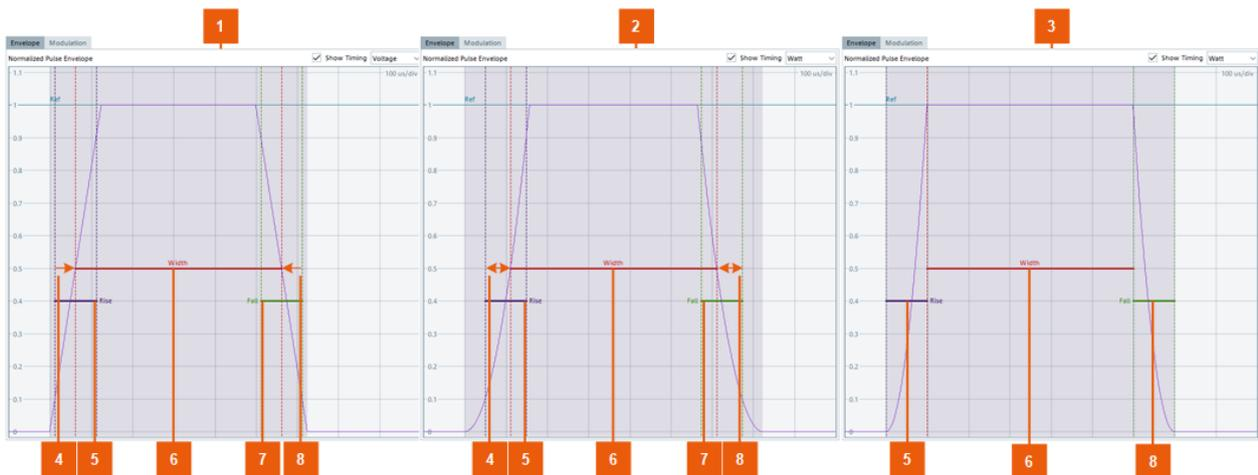 1
2
3
Envelope Modulation
Normalized Pulse Envelope
Show Timing Voltage
100 us/div
1.1
Ref
1
0.9
0.8
0.7
0.6
0.5
Width
0.4
Rise
Fall
0.3
0.2
0.1
0
4
5
6
7
8
Envelope Modulation
Normalized Pulse Envelope
Show Timing Watt
100 us/div
1.1
Ref
1
0.9
0.8
0.7
0.6
0.5
Width
0.4
Rise
Fall
0.3
0.2
0.1
0
4
5
6
7
8
Envelope Modulation
Normalized Pulse Envelope
Show Timing Watt
100 us/div
1.1
Ref
1
0.9
0.8
0.7
0.6
0.5
Width
0.4
Rise
Fall
0.3
0.2
0.1
0
5
6
8